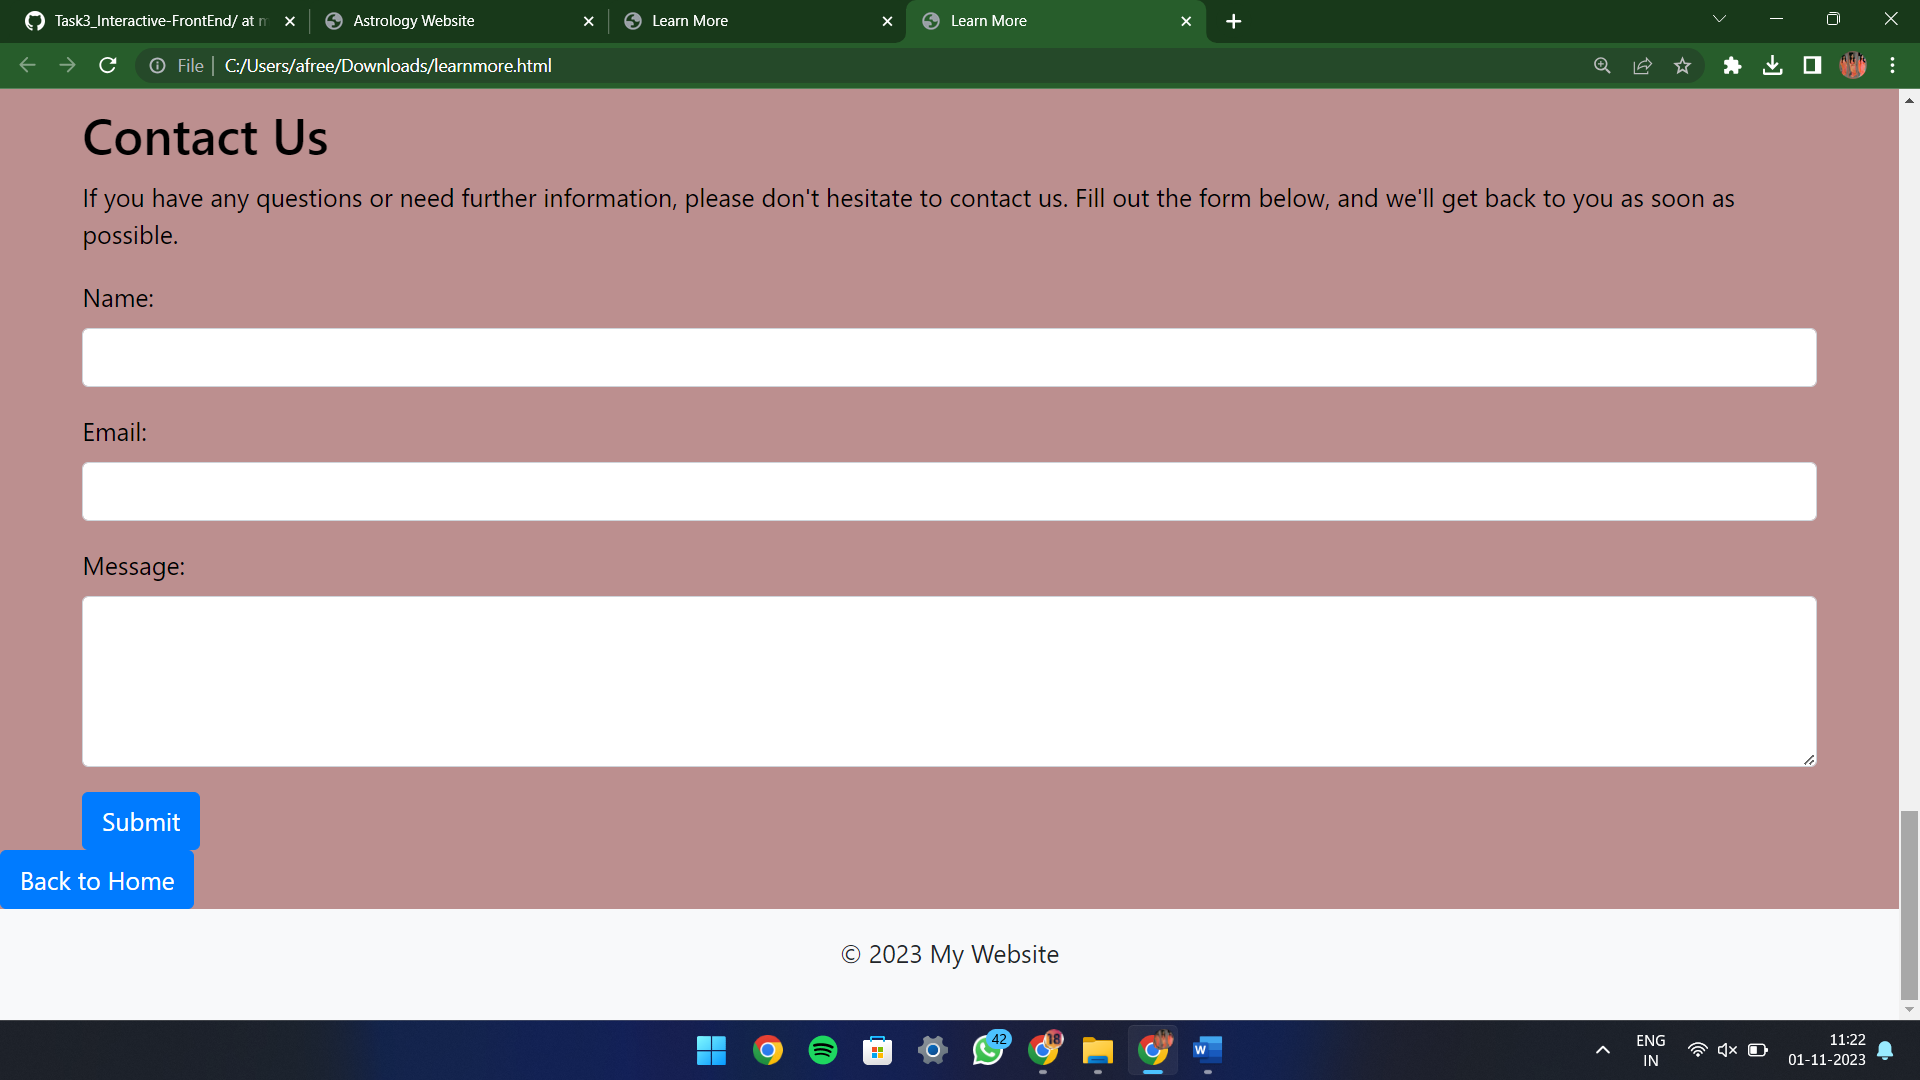 Task3_Interactive-FrontEnd/ at m
Astrology Website
Learn More
Learn More
File
C:/Users/afree/Downloads/learnmore.html
Contact Us
If you have any questions or need further information, please don't hesitate to contact us. Fill out the form below, and we'll get back to you as soon as
possible.
Name:
Email:
Message:
Submit
Back to Home
© 2023 My Website
42
18
W
ENG
IN
11:22
01-11-2023